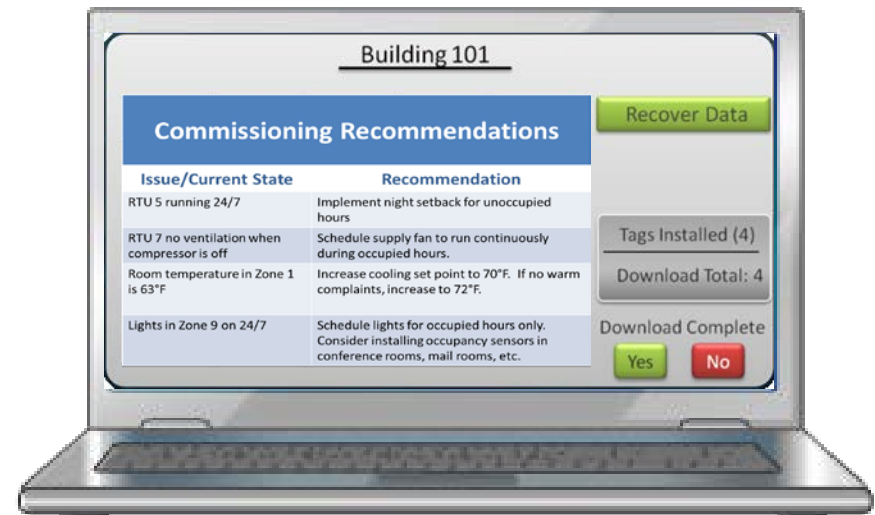 Building 101
Commissioning Recommendations
Issue/Current State
Recommendation
RTU 5 running 24/7
Implement night setback for unoccupied
hours
RTU 7 no ventilation when
compressor is off
Schedule supply fan to run continuously
during occupied hours.
Room temperature in Zone 1
is 63°F
Increase cooling set point to 70°F. If no warm
complaints, increase to 72°F.
Lights in Zone 9 on 24/7
Schedule lights for occupied hours only.
Consider installing occupancy sensors in
conference rooms, mail rooms, etc.
Recover Data
Tags Installed (4)
Download Total: 4
Download Complete
Yes
No